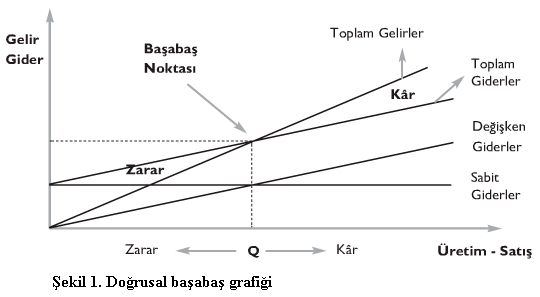 Gelir
Gider
Başabaş
Noktası
Toplam Gelirler
Toplam
Giderler
Kâr
Değişken
Giderler
Zarar
Sabit
Giderler
Zarar
Q
Kâr
Üretim - Satış
Şekil 1. Doğrusal başabaş grafiği